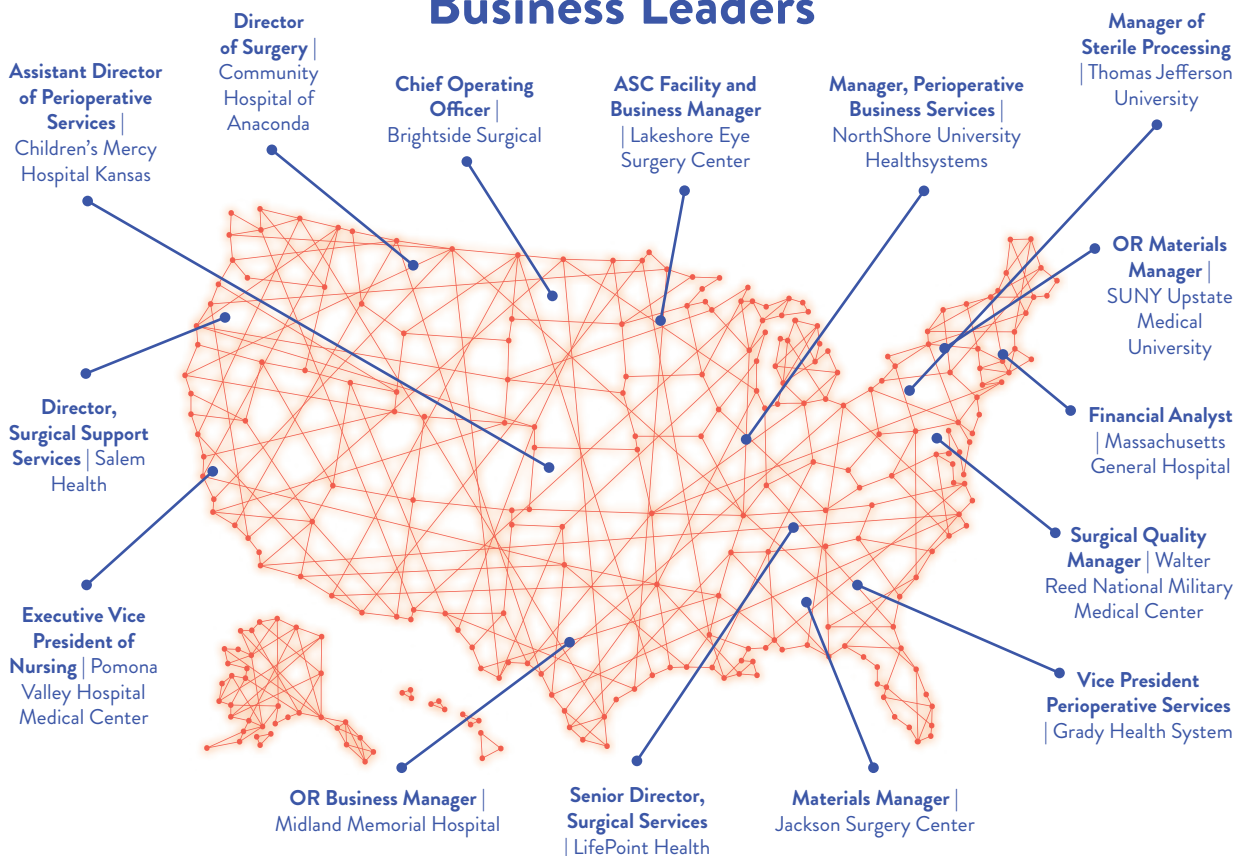 Business Leaders
Director
of Surgery |
Community
Hospital of
Anaconda
Manager of
Sterile Processing
| Thomas Jefferson
University
Assistant Director
of Perioperative
Services |
Children's Mercy
Hospital Kansas
Chief Operating
Officer |
Brightside Surgical
ASC Facility and
Business Manager
| Lakeshore Eye
Surgery Center
Manager, Perioperative
Business Services |
NorthShore University
Healthsystems
OR Materials
Manager |
SUNY Upstate
Medical
University
Director,
Surgical Support
Services | Salem
Health
Financial Analyst
| Massachusetts
General Hospital
Surgical Quality
Manager | Walter
Reed National Military
Medical Center
Executive Vice
President of
Nursing | Pomona
Valley Hospital
Medical Center
Vice President
Perioperative Services
| Grady Health System
OR Business Manager |
Midland Memorial Hospital
Senior Director,
Surgical Services
| LifePoint Health
Materials Manager |
Jackson Surgery Center